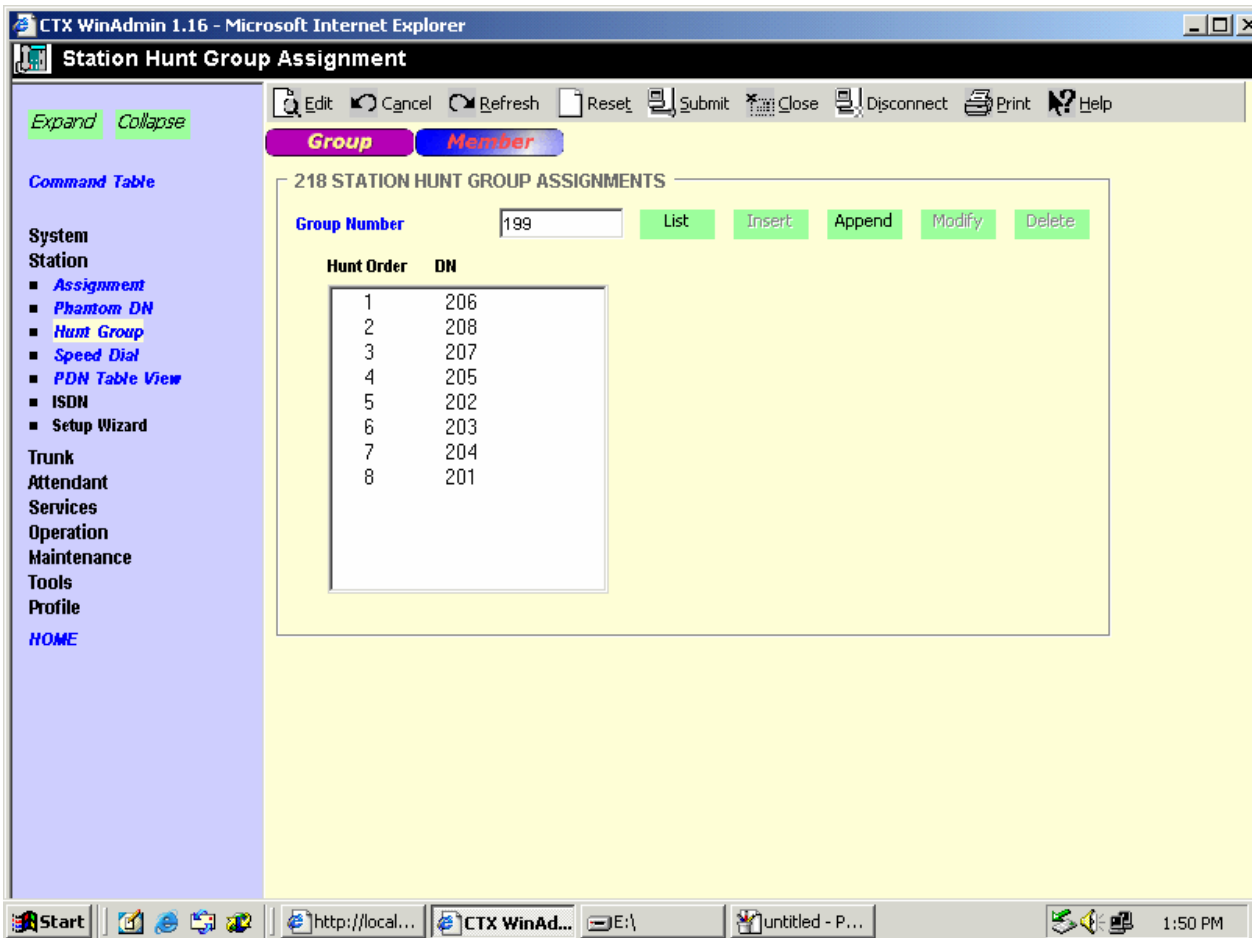 CTX WinAdmin 1.16 - Microsoft Internet Explorer
Station Hunt Group Assignment
Edit Cancel Refresh Reset Submit Close Disconnect Print Help
Expand Collapse
Group Member
Command Table
218 STATION HUNT GROUP ASSIGNMENTS
Group Number 199 List Insert Append Modify Delete
System
Station
Assignment
Phantom DN
Hunt Group
Speed Dial
PDN Table View
ISDN
Setup Wizard
Trunk
Attendant
Services
Operation
Maintenance
Tools
Profile
HOME
Hunt Order DN
1 206
2 208
3 207
4 205
5 202
6 203
7 204
8 201
Start http://local... CTX WinAd... E:\ untitled - P... 1:50 PM